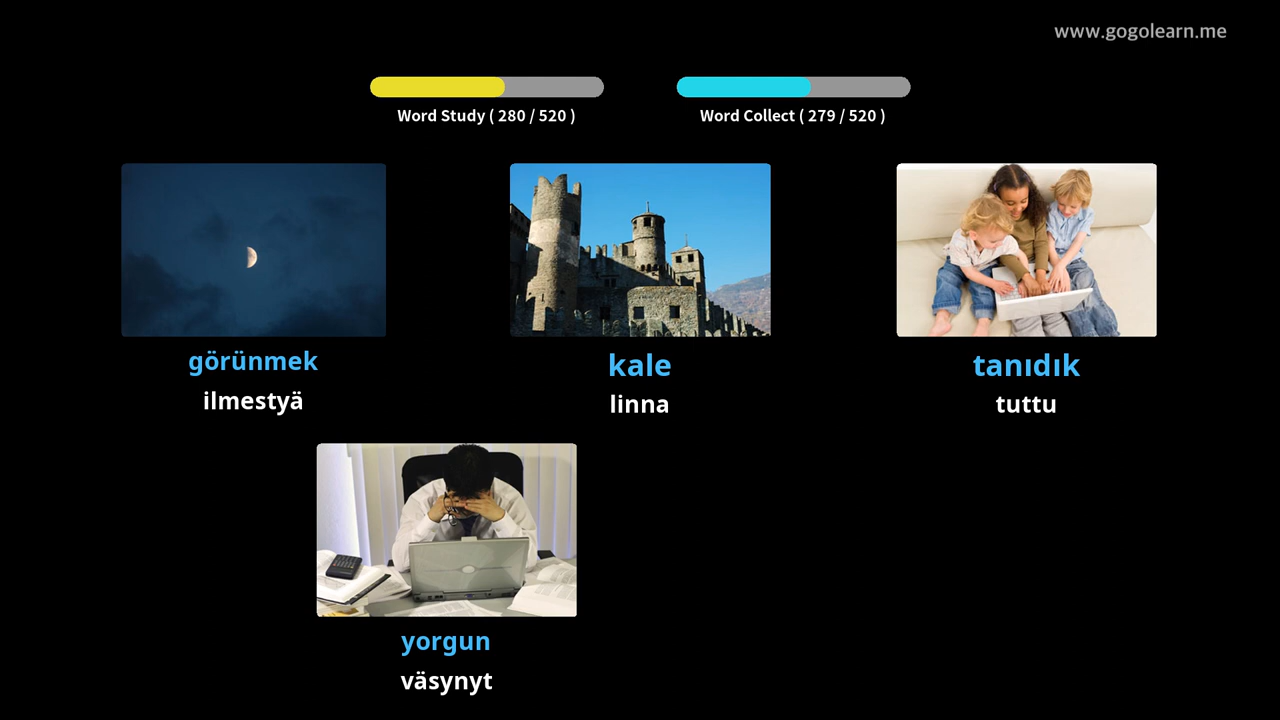 www.gogolearn.me
Word Study ( 280 / 520 )
Word Collect ( 279 / 520 )
görünmek
ilmestyä
kale
linna
tanıdık
tuttu
yorgun
väsynyt